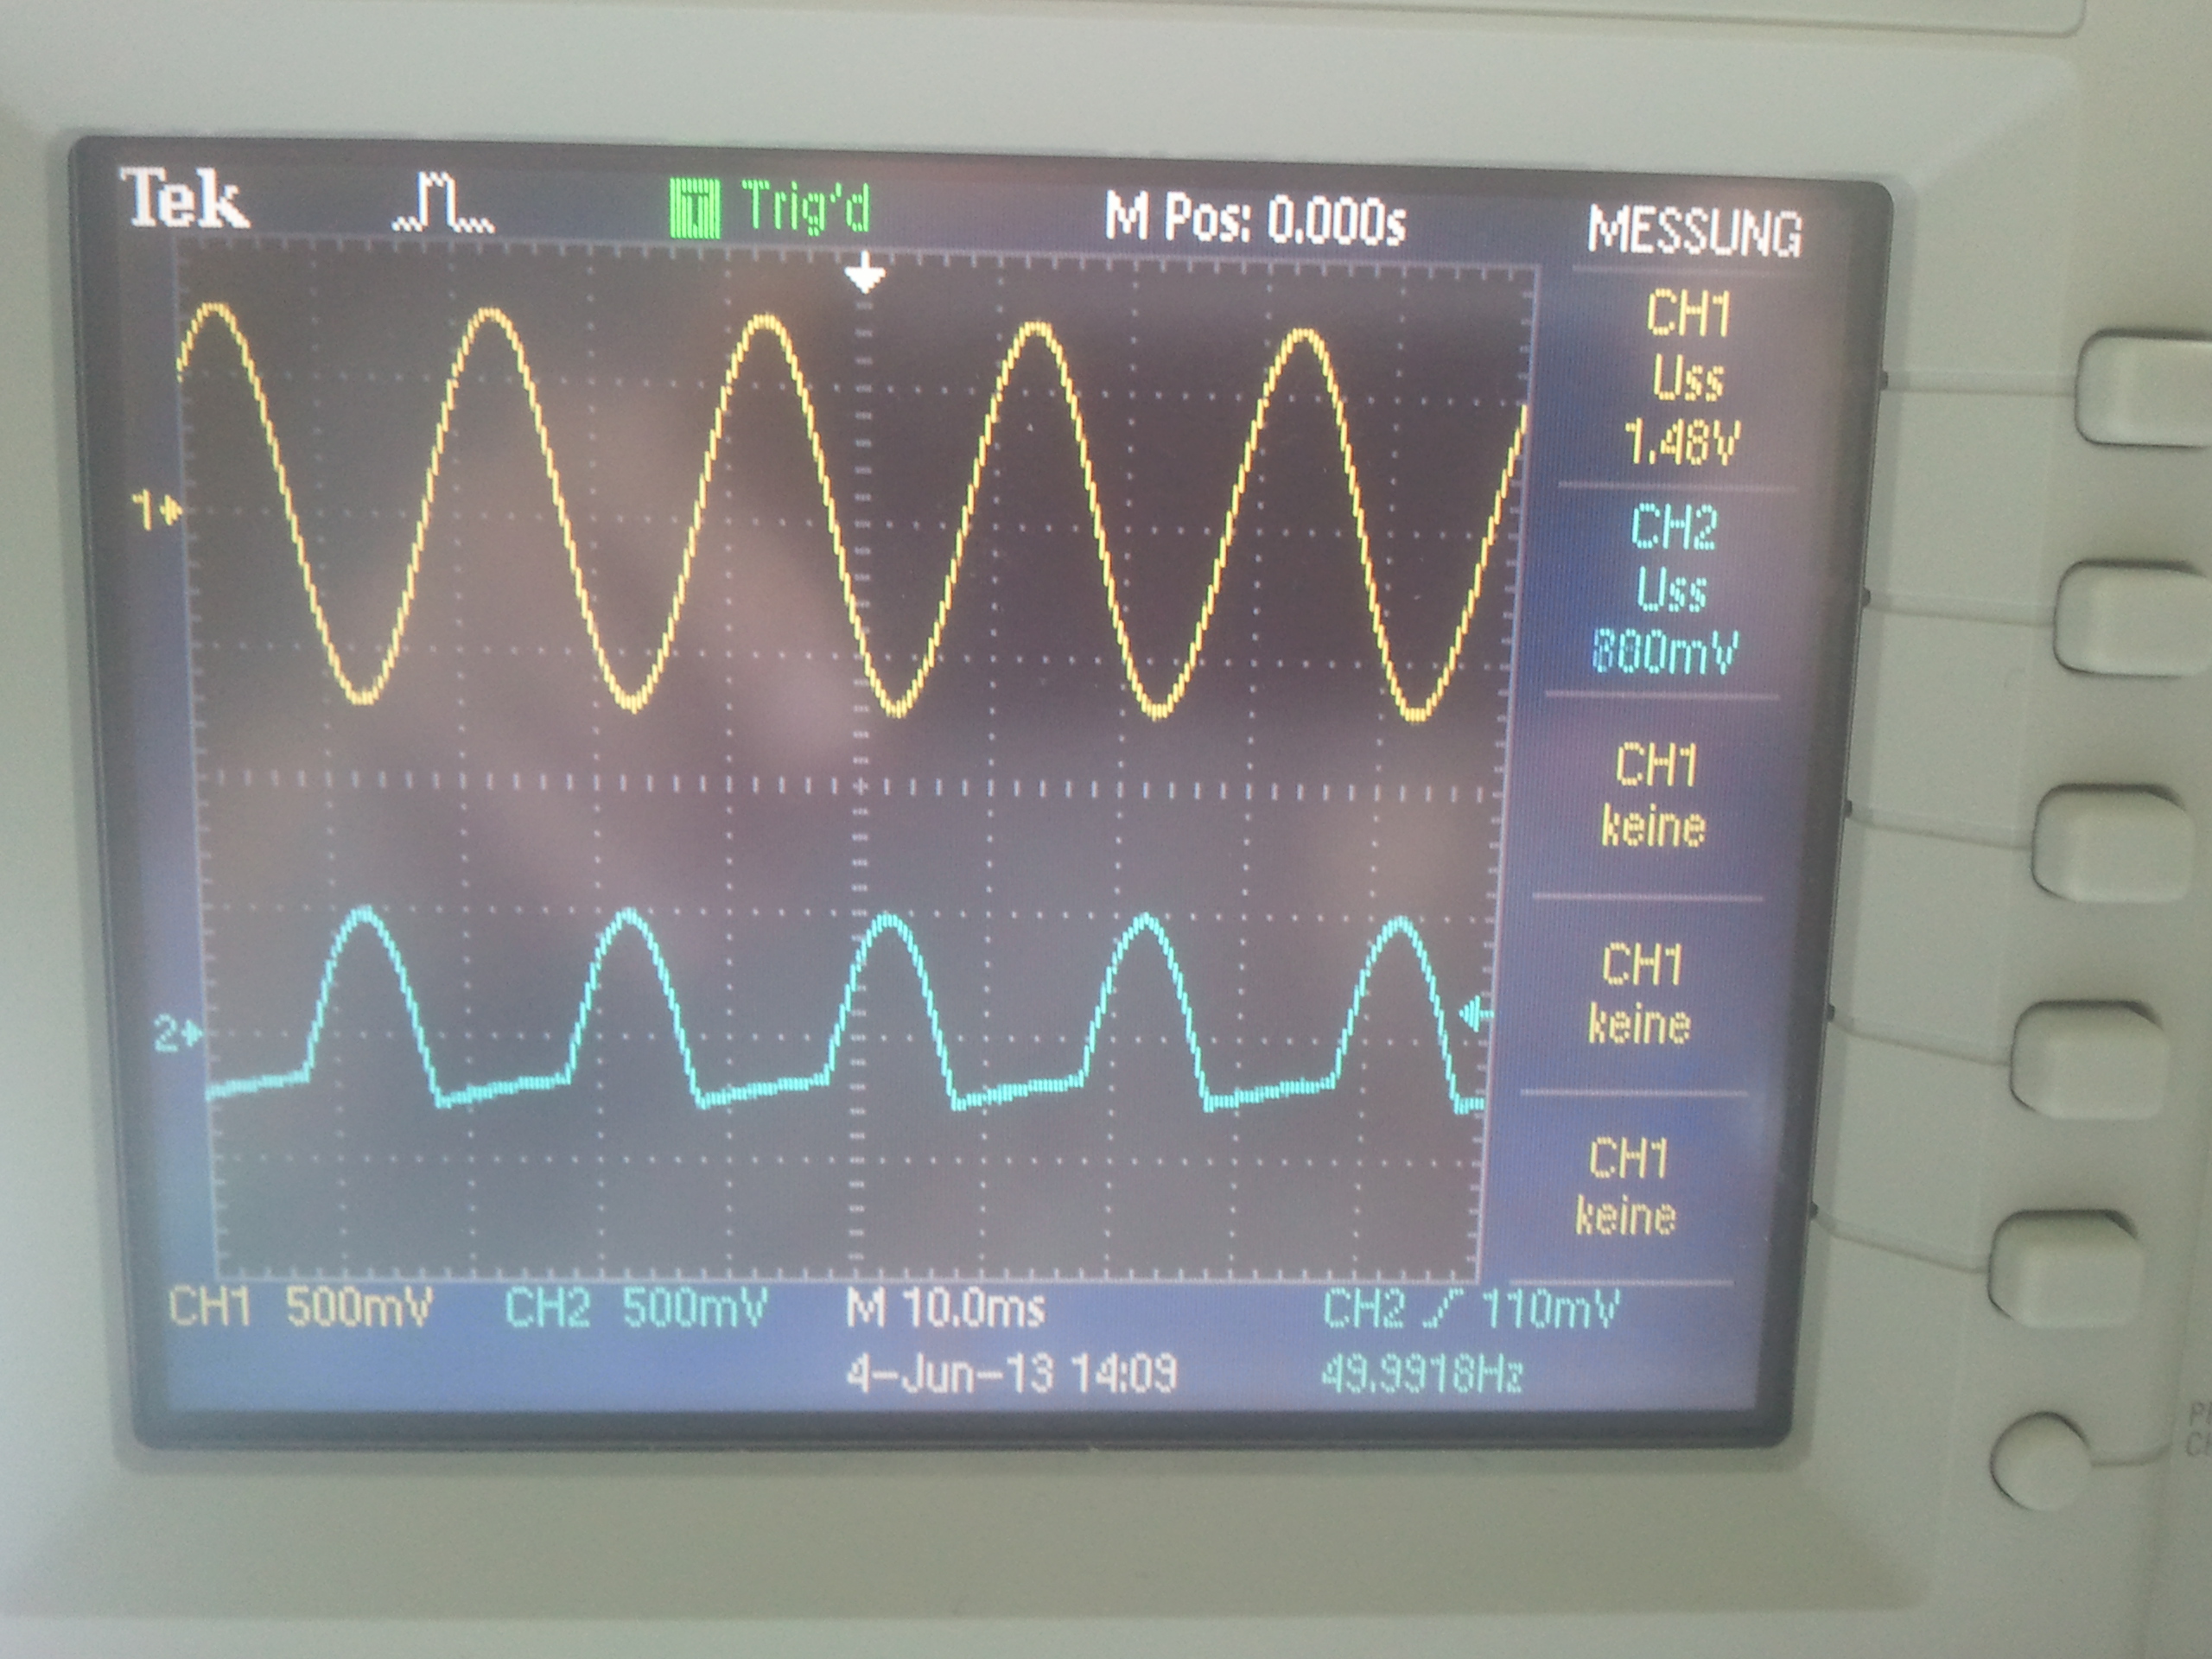 Tek T Trig'd M Pos: 0.000s MESSUNG
CH1
Uss
1.48V
1
CH2
Uss
CH1
keine
CH1
keine
2
CH1
keine
CH1 500mV CH2 500mV M 10.0ms CH2 110mV
4-Jun-13 14:09 49.9918Hz